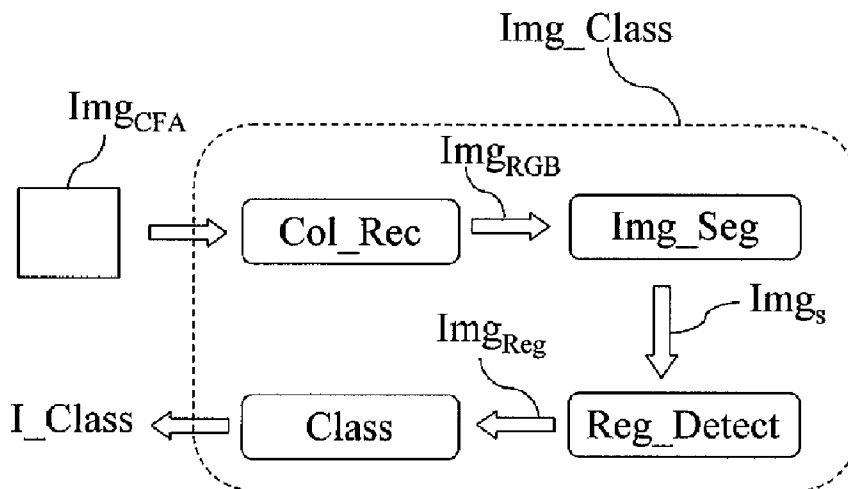 Img_Class
Img_CFA
Img_RGB
Col_Rec
Img_Seg
Img_s
Img_Reg
I_Class
Class
Reg_Detect